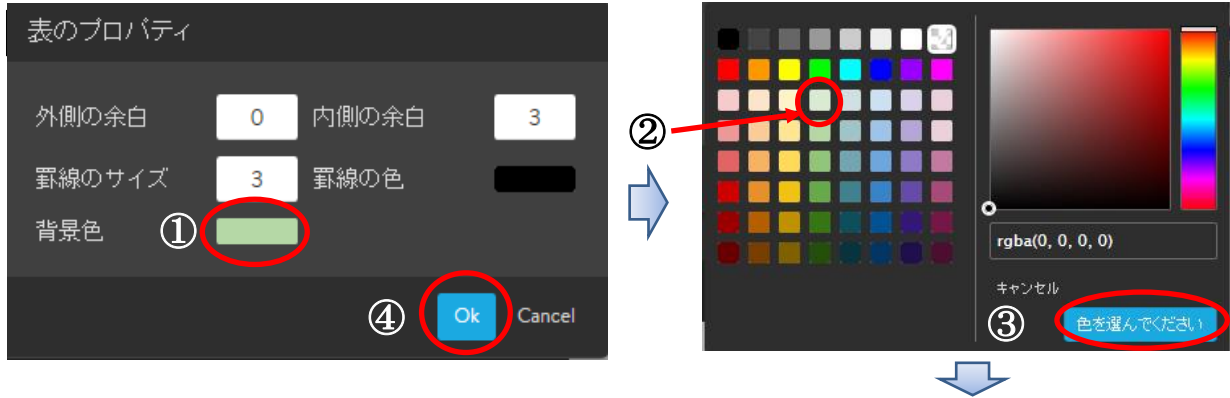 表のプロパティ
外側の余白 0 内側の余白 3
罫線のサイズ 3 罫線の色
背景色 ①
④ Ok Cancel
②
rgba(0, 0, 0, 0)
キャンセル
③ 色を選んでください